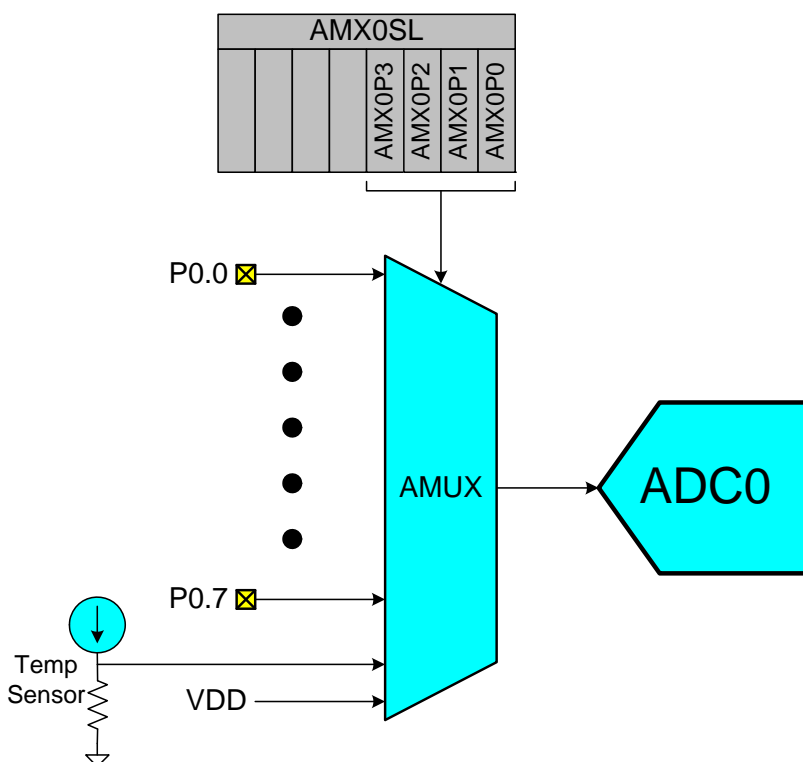 AMX0SL
AMX0P3
AMX0P2
AMX0P1
AMX0P0
P0.0
AMUX
ADC0
P0.7
Temp
Sensor
VDD